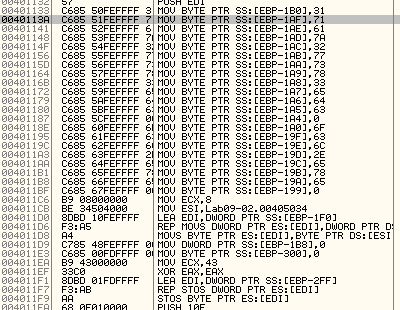 00401132 57 PUSH EDI
00401133 C685 50FEFFFF 3 MOV BYTE PTR SS:[EBP-1B0],31
0040113A C685 51FEFFFF 7 MOV BYTE PTR SS:[EBP-1AF],71
00401141 C685 52FEFFFF 6 MOV BYTE PTR SS:[EBP-1AE],61
00401148 C685 53FEFFFF 7 MOV BYTE PTR SS:[EBP-1AD],7A
0040114F C685 54FEFFFF 3 MOV BYTE PTR SS:[EBP-1AC],32
00401156 C685 55FEFFFF 7 MOV BYTE PTR SS:[EBP-1AB],77
0040115D C685 56FEFFFF 7 MOV BYTE PTR SS:[EBP-1AA],73
00401164 C685 57FEFFFF 7 MOV BYTE PTR SS:[EBP-1A9],78
0040116B C685 58FEFFFF 3 MOV BYTE PTR SS:[EBP-1A8],33
00401172 C685 59FEFFFF 6 MOV BYTE PTR SS:[EBP-1A7],65
00401179 C685 5AFEFFFF 6 MOV BYTE PTR SS:[EBP-1A6],64
00401180 C685 5BFEFFFF 6 MOV BYTE PTR SS:[EBP-1A5],63
00401187 C685 5CFEFFFF 0 MOV BYTE PTR SS:[EBP-1A4],0
0040118E C685 60FEFFFF 6 MOV BYTE PTR SS:[EBP-1A0],6F
00401195 C685 61FEFFFF 6 MOV BYTE PTR SS:[EBP-19F],63
0040119C C685 62FEFFFF 6 MOV BYTE PTR SS:[EBP-19E],6C
004011A3 C685 63FEFFFF 2 MOV BYTE PTR SS:[EBP-19D],2E
004011AA C685 64FEFFFF 6 MOV BYTE PTR SS:[EBP-19C],65
004011B1 C685 65FEFFFF 7 MOV BYTE PTR SS:[EBP-19B],78
004011B8 C685 66FEFFFF 6 MOV BYTE PTR SS:[EBP-19A],65
004011BF C685 67FEFFFF 0 MOV BYTE PTR SS:[EBP-199],0
004011C6 B9 08000000 MOV ECX,8
004011CB BE 34504000 MOV ESI,Lab09-02.00405034
004011D0 8DBD 10FEFFFF LEA EDI,DWORD PTR SS:[EBP-1F0]
004011D6 F3:A5 REP MOVS DWORD PTR ES:[EDI],DWORD PTR DS
004011D8 A4 MOVS BYTE PTR ES:[EDI],BYTE PTR DS:[ESI
004011D9 C785 48FEFFFF 0 MOV DWORD PTR SS:[EBP-1B8],0
004011E3 C685 00FDFFFF 0 MOV BYTE PTR SS:[EBP-300],0
004011EA B9 43000000 MOV ECX,43
004011EF 33C0 XOR EAX,EAX
004011F1 8DBD 01FDFFFF LEA EDI,DWORD PTR SS:[EBP-2FF]
004011F7 F3:AB REP STOS DWORD PTR ES:[EDI]
004011F9 AA STOS BYTE PTR ES:[EDI]
004011FA 68 0E010000 PUSH 10E